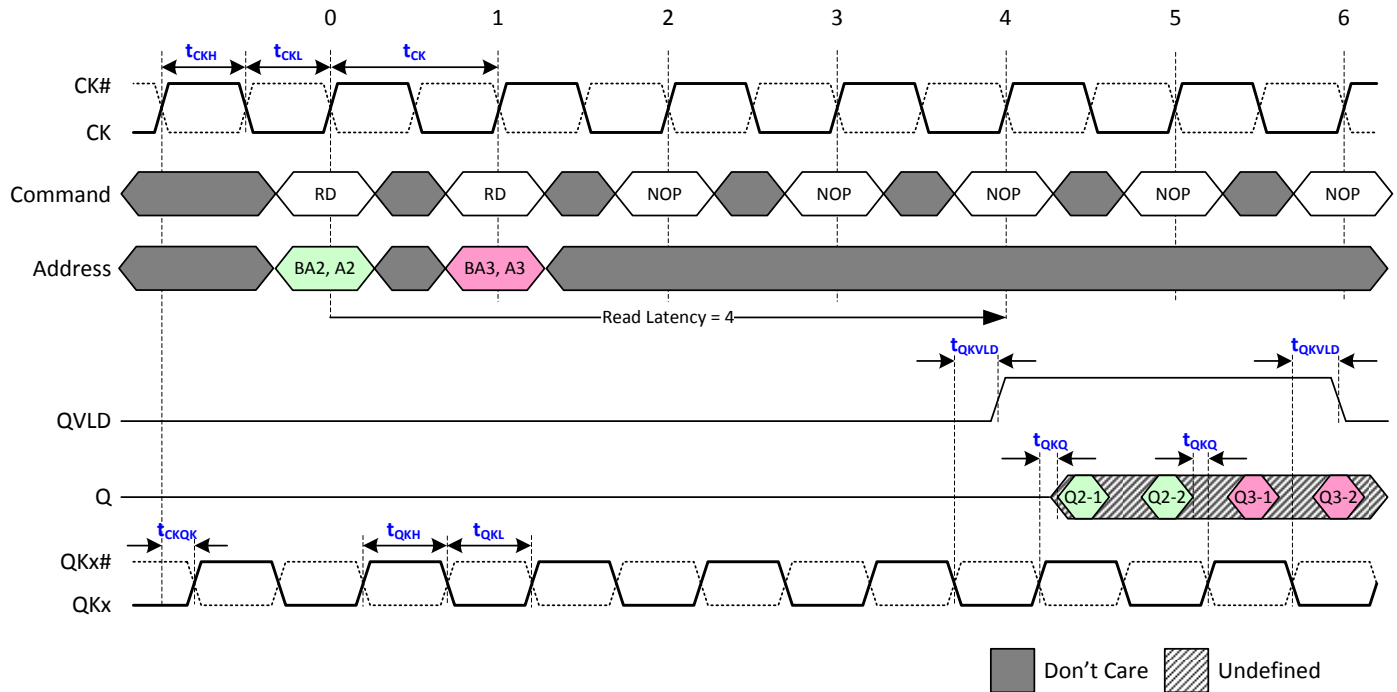 0 1 2 3 4 5 6
tCKH tCKL tCK
CK#
CK
Command RD RD NOP NOP NOP NOP NOP
Address BA2, A2 BA3, A3
Read Latency = 4
tQKVLD tQKVLD
QVLD
tQKQ tQKQ
Q Q2-1 Q2-2 Q3-1 Q3-2
tCKQK tQKH tQKL
QKx#
QKx
Don't Care Undefined